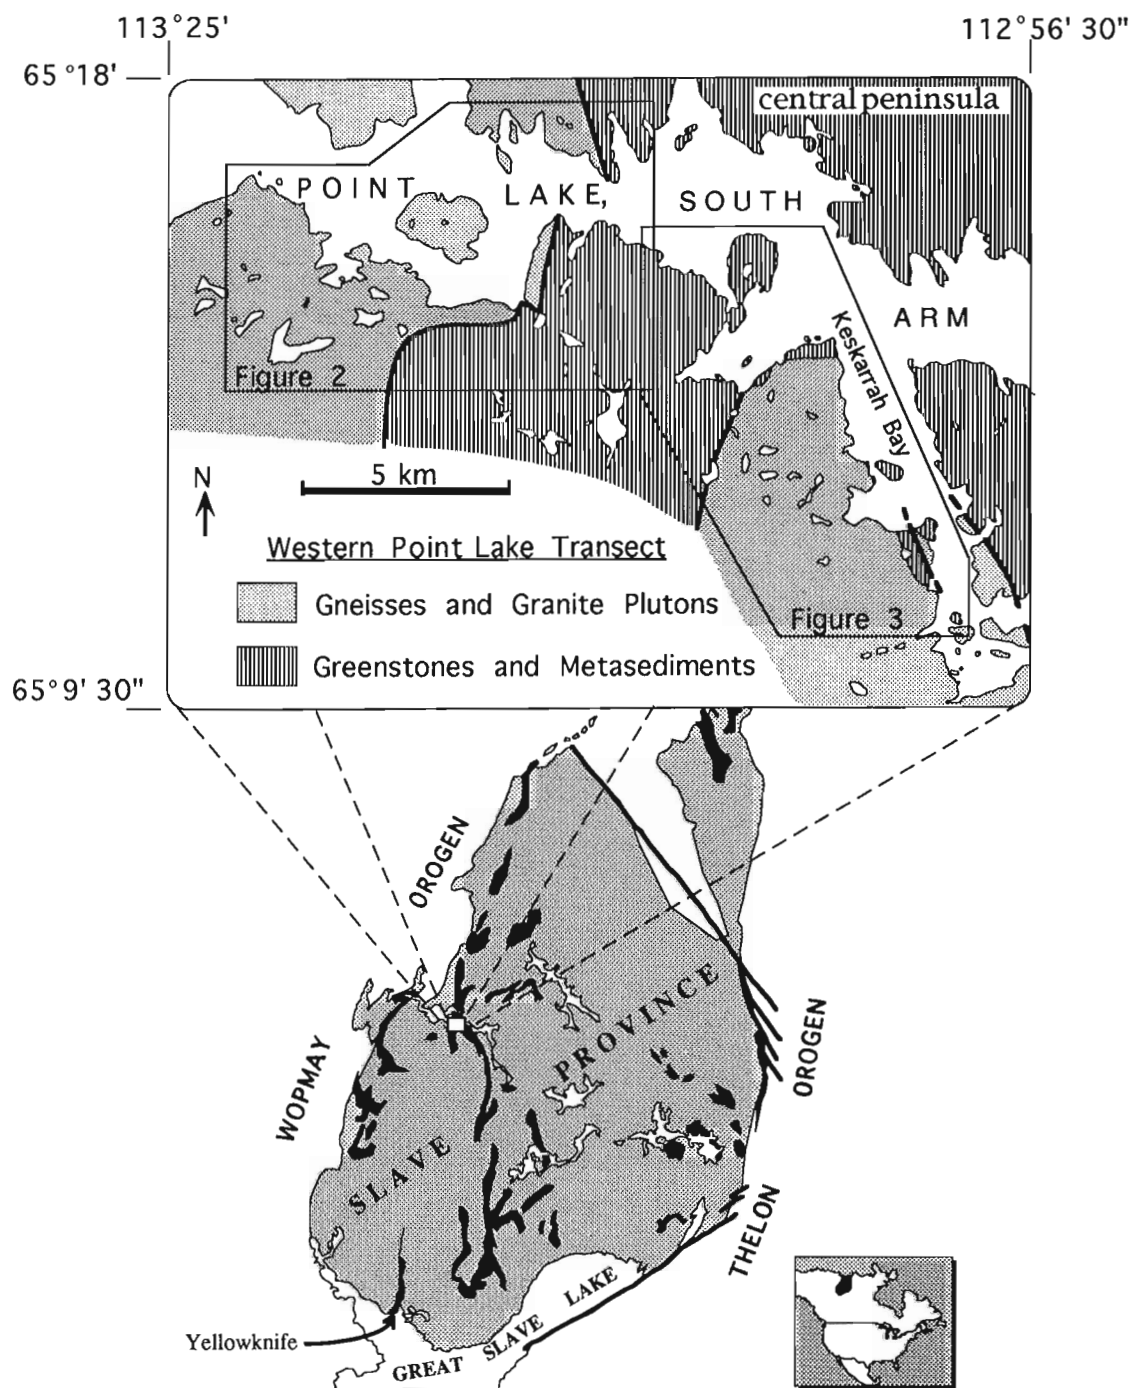 113°25'
112°56' 30"
65°18'
central peninsula
POINT LAKE, SOUTH
ARM
Keskarrah Bay
Figure 2
N
5 km
Western Point Lake Transect
Gneisses and Granite Plutons
Figure 3
Greenstones and Metasediments
65°9' 30"
OROGEN
WOPMAY
PROVINCE
SLAVE
OROGEN
THELON
Yellowknife
GREAT SLAVE LAKE